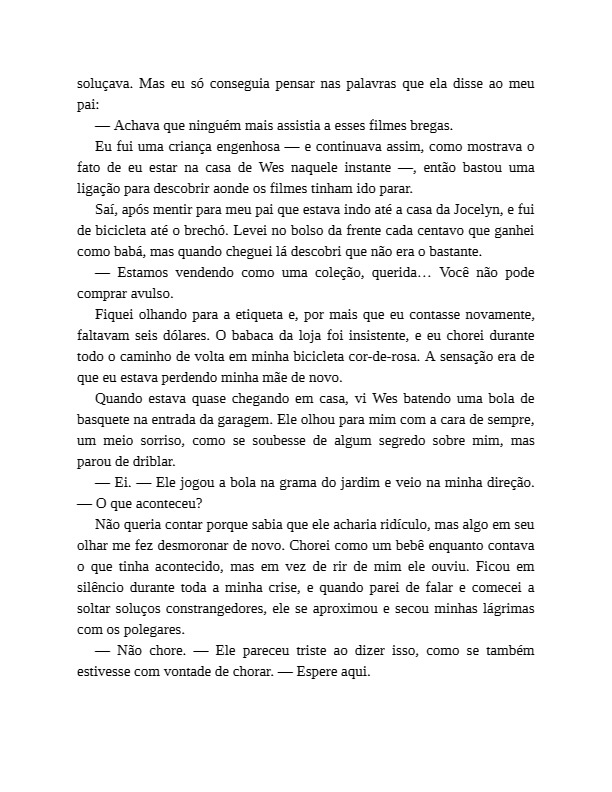 soluçava. Mas eu só conseguia pensar nas palavras que ela disse ao meu
pai:
— Achava que ninguém mais assistia a esses filmes bregas.
Eu fui uma criança engenhosa — e continuava assim, como mostrava o
fato de eu estar na casa de Wes naquele instante —, então bastou uma
ligação para descobrir aonde os filmes tinham ido parar.
Saí, após mentir para meu pai que estava indo até a casa da Jocelyn, e fui
de bicicleta até o brechó. Levei no bolso da frente cada centavo que ganhei
como babá, mas quando cheguei lá descobri que não era o bastante.
— Estamos vendendo como uma coleção, querida… Você não pode
comprar avulso.
Fiquei olhando para a etiqueta e, por mais que eu contasse novamente,
faltavam seis dólares. O babaca da loja foi insistente, e eu chorei durante
todo o caminho de volta em minha bicicleta cor-de-rosa. A sensação era de
que eu estava perdendo minha mãe de novo.
Quando estava quase chegando em casa, vi Wes batendo uma bola de
basquete na entrada da garagem. Ele olhou para mim com a cara de sempre,
um meio sorriso, como se soubesse de algum segredo sobre mim, mas
parou de driblar.
— Ei. — Ele jogou a bola na grama do jardim e veio na minha direção.
— O que aconteceu?
Não queria contar porque sabia que ele acharia ridículo, mas algo em seu
olhar me fez desmoronar de novo. Chorei como um bebê enquanto contava
o que tinha acontecido, mas em vez de rir de mim ele ouviu. Ficou em
silêncio durante toda a minha crise, e quando parei de falar e comecei a
soltar soluços constrangedores, ele se aproximou e secou minhas lágrimas
com os polegares.
— Não chore. — Ele pareceu triste ao dizer isso, como se também
estivesse com vontade de chorar. — Espere aqui.